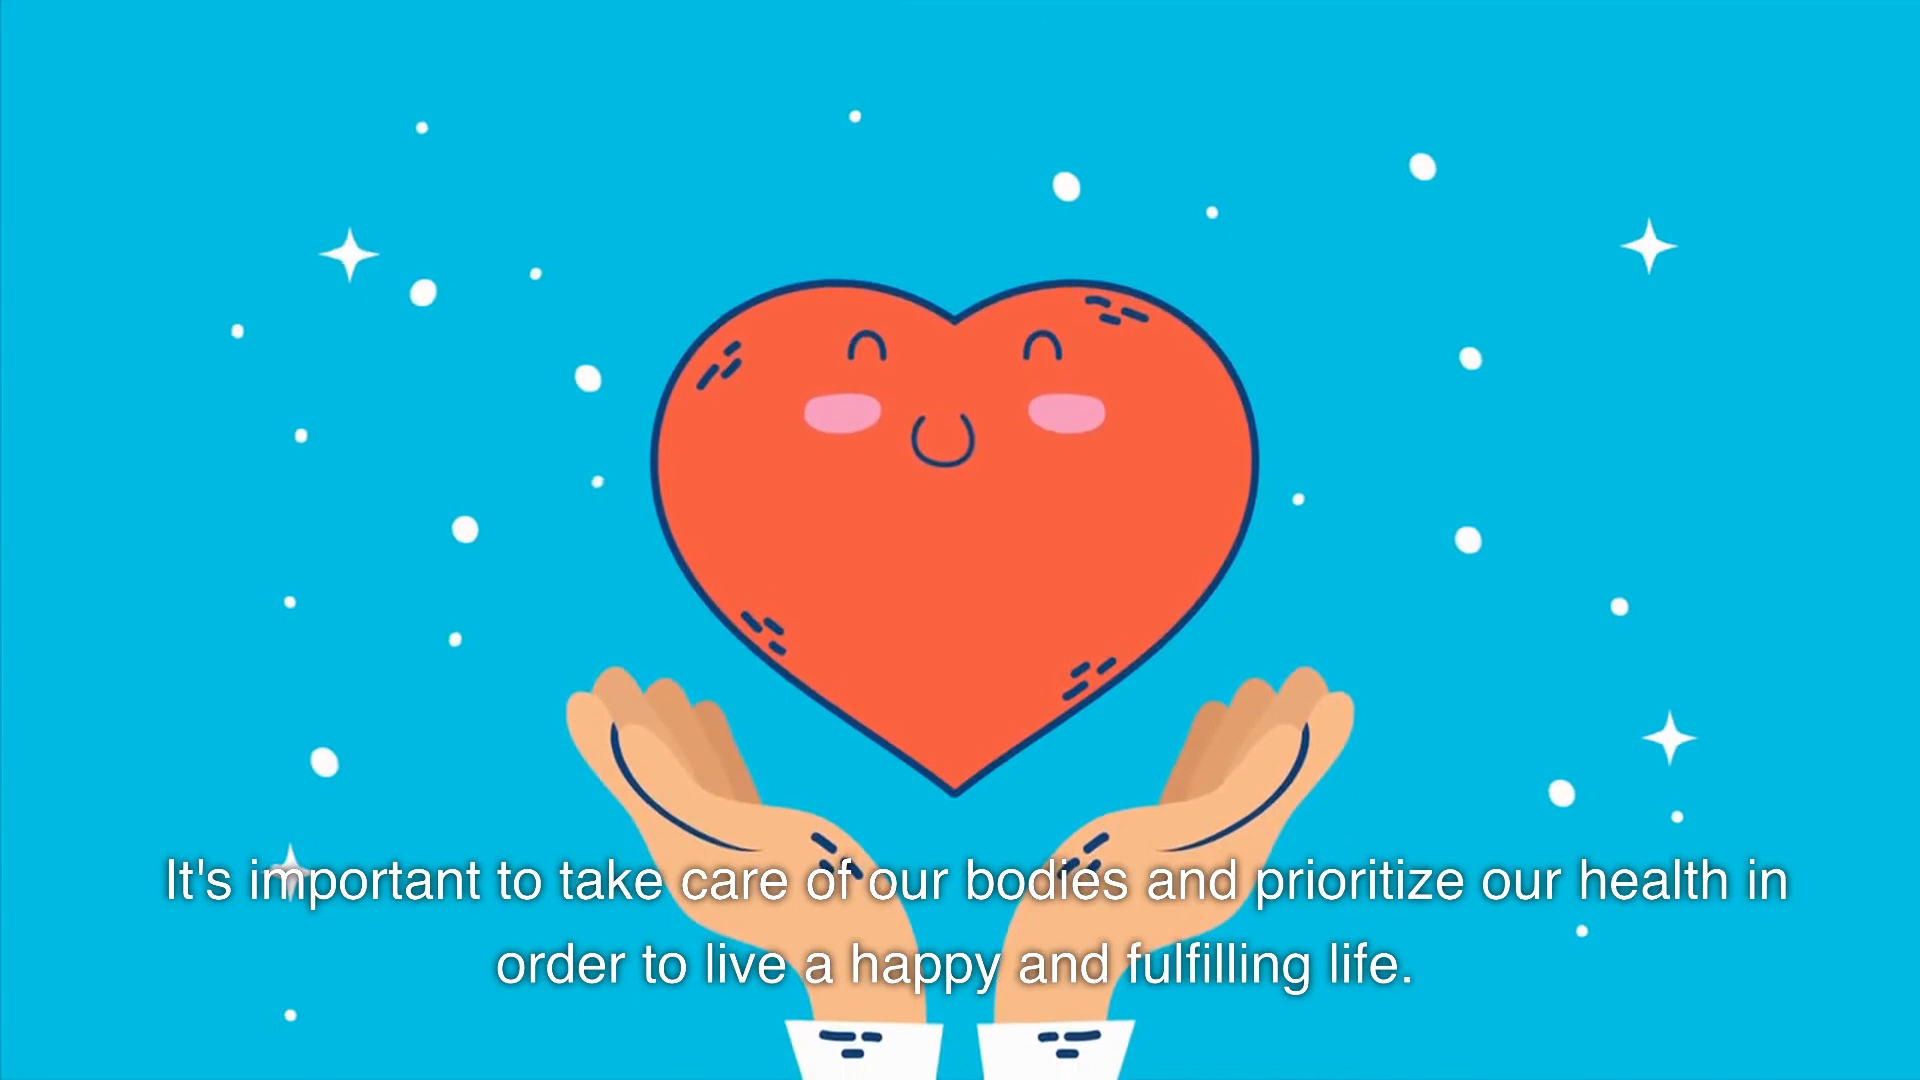 It's important to take care of our bodies and prioritize our health in
order to live a happy and fulfilling life.